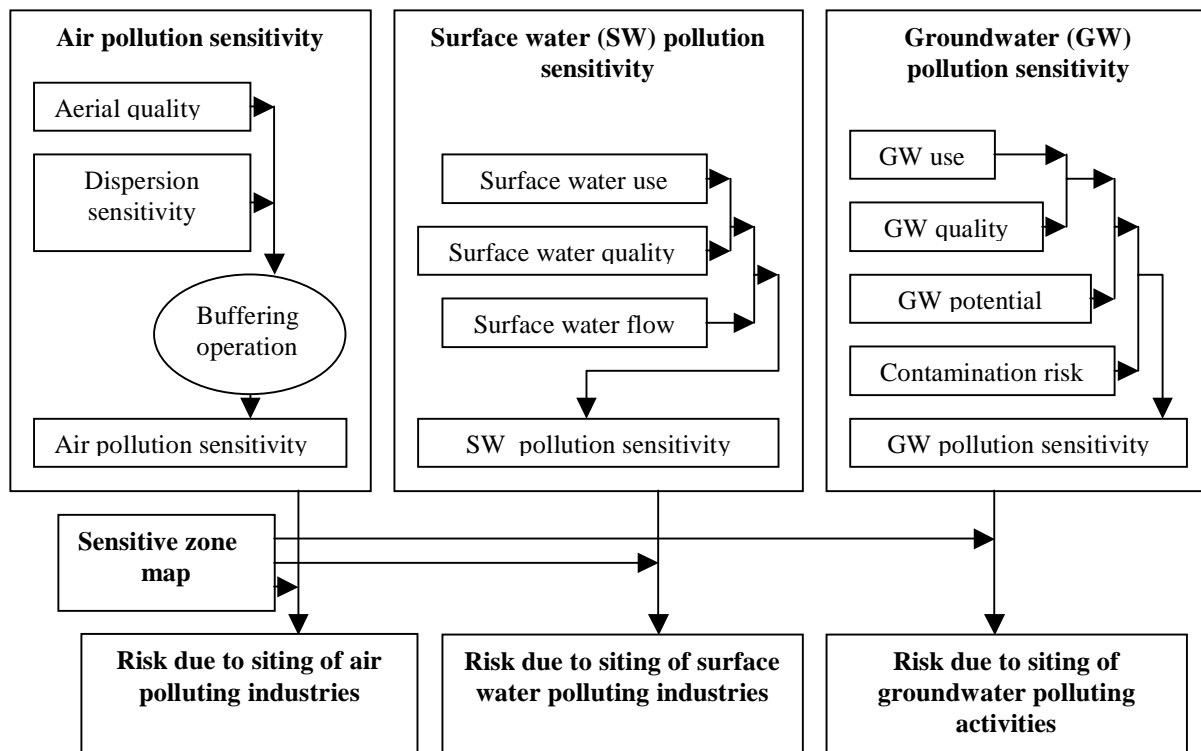 Air pollution sensitivity
Aerial quality
Dispersion
sensitivity
Buffering
operation
Air pollution sensitivity
Surface water (SW) pollution
sensitivity
Surface water use
Surface water quality
Surface water flow
SW pollution sensitivity
Groundwater (GW)
pollution sensitivity
GW use
GW quality
GW potential
Contamination risk
GW pollution sensitivity
Sensitive zone
map
Risk due to siting of air
polluting industries
Risk due to siting of surface
water polluting industries
Risk due to siting of
groundwater polluting
activities